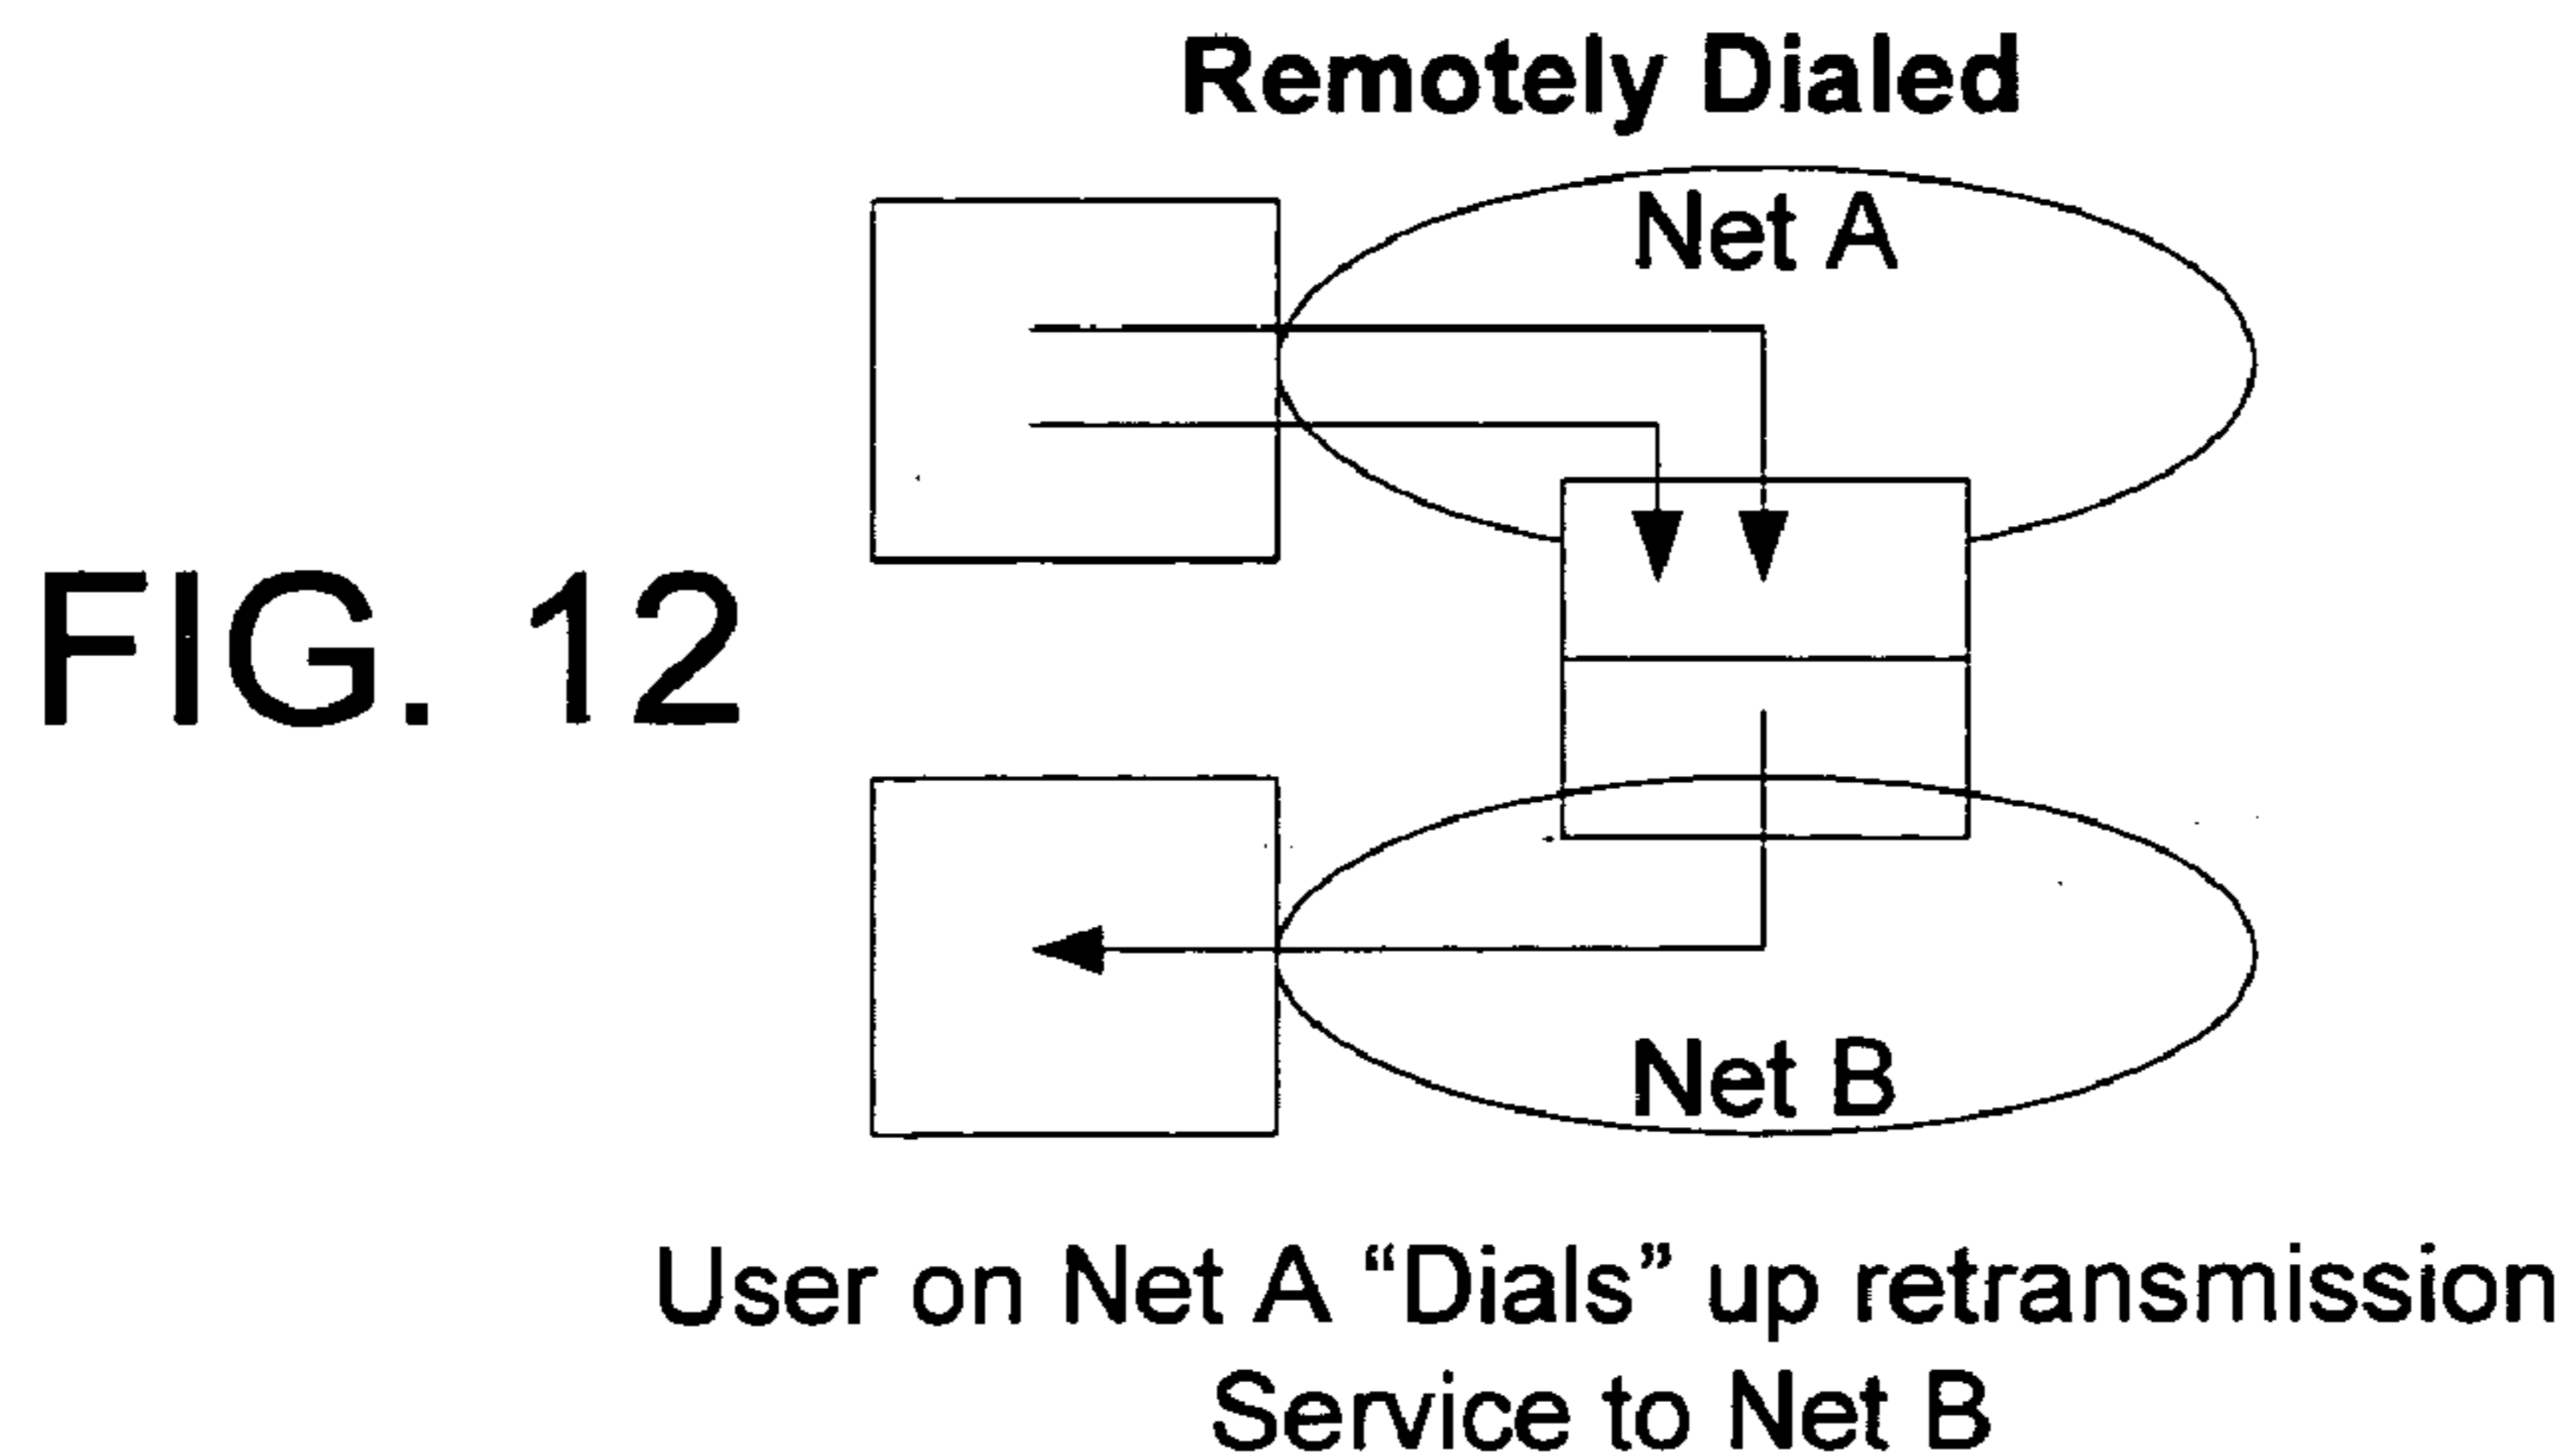 Remotely Dialed
Net A
FIG. 12
Net B
User on Net A “Dials” up retransmission
Service to Net B